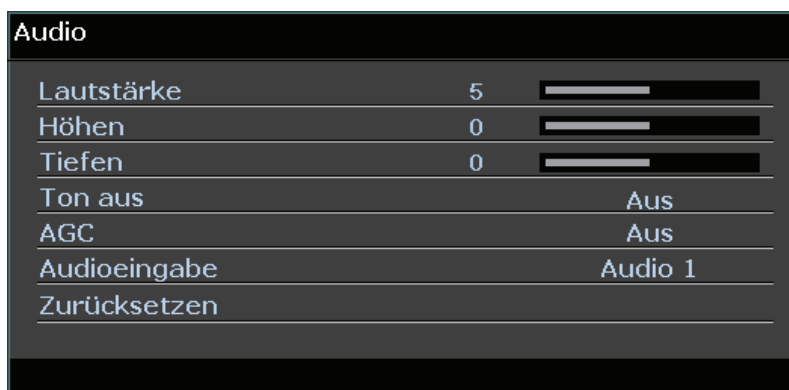 Audio
Lautstärke 5
Höhen 0
Tiefen 0
Ton aus Aus
AGC Aus
Audioeingabe Audio 1
Zurücksetzen